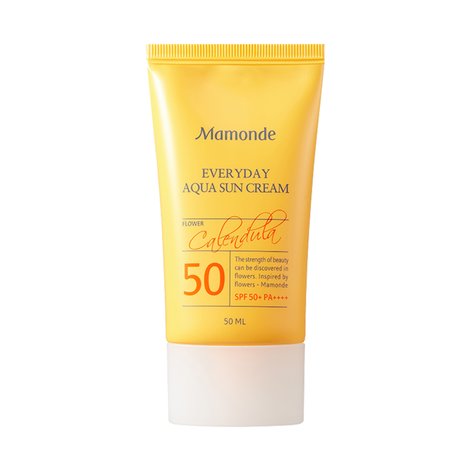 Mamonde
EVERYDAY
AQUA SUN CREAM
FLOWER
Calendula
50
The strength of beauty
can be discovered in
flowers. Inspired by
flowers - Mamonde
SPF 50+ PA++++
50 ML